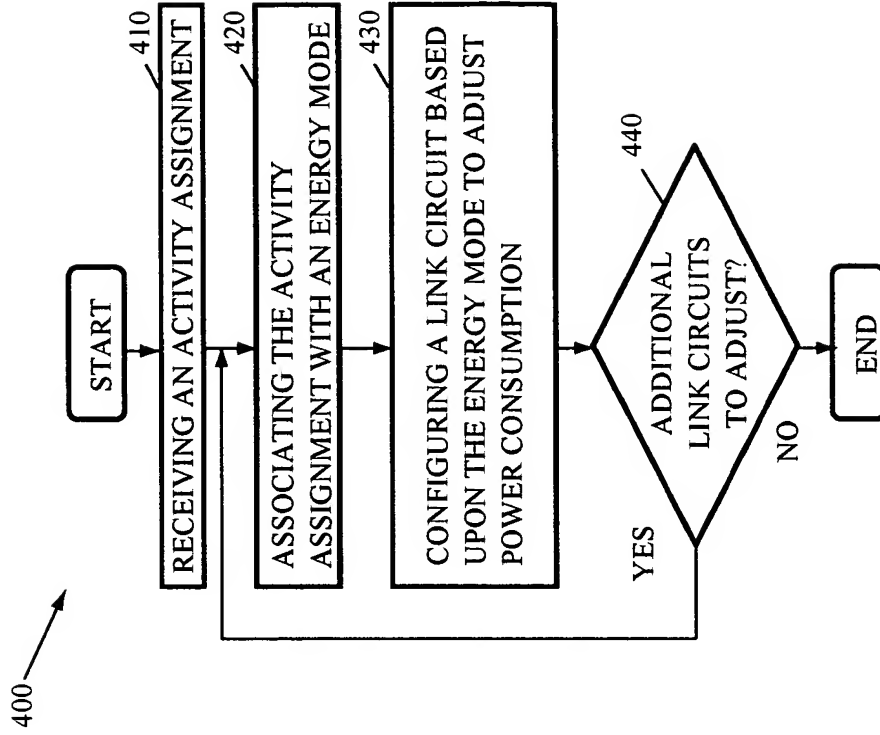 400
START
410
RECEIVING AN ACTIVITY ASSIGNMENT
420
ASSOCIATING THE ACTIVITY
ASSIGNMENT WITH AN ENERGY MODE
430
CONFIGURING A LINK CIRCUIT BASED
UPON THE ENERGY MODE TO ADJUST
POWER CONSUMPTION
440
ADDITIONAL
LINK CIRCUITS
TO ADJUST?
YES
NO
END